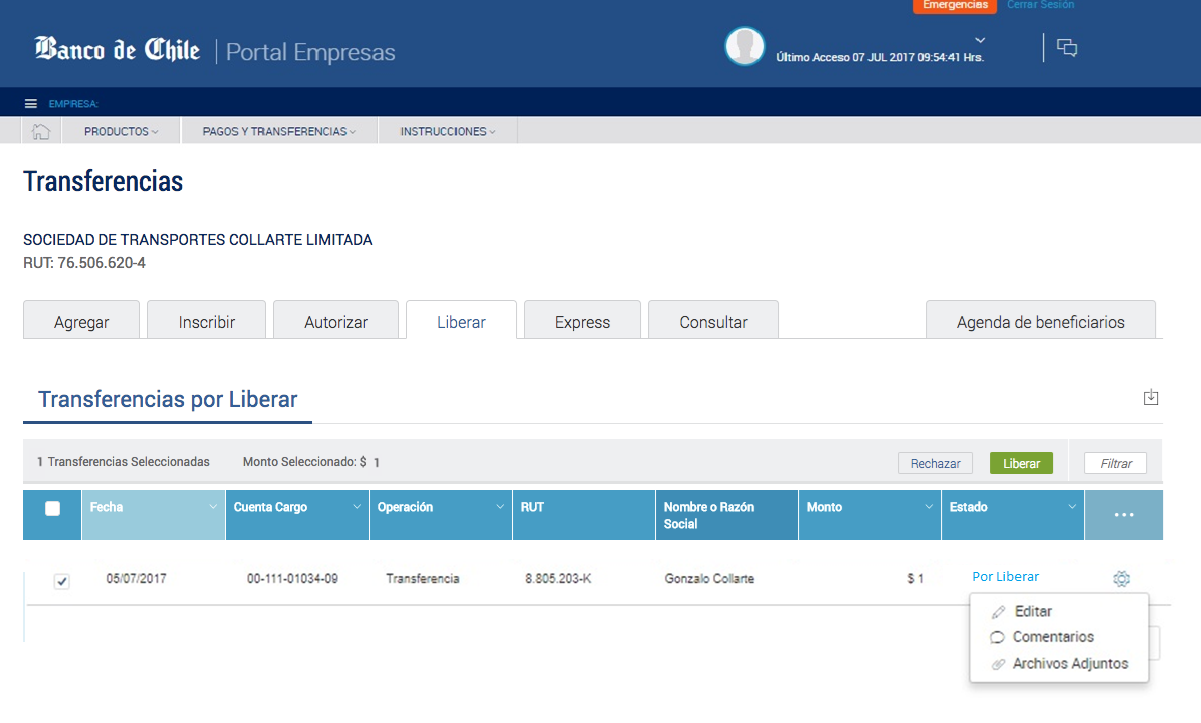 Emergencias Cerrar Sesión
Banco de Chile Portal Empresas
Último Acceso 07 JUL 2017 09:54:41 Hrs.
EMPRESA:
PRODUCTOS PAGOS Y TRANSFERENCIAS INSTRUCCIONES
Transferencias
SOCIEDAD DE TRANSPORTES COLLARTE LIMITADA
RUT: 76.506.620-4
Agregar Inscribir Autorizar Liberar Express Consultar Agenda de beneficiarios
Transferencias por Liberar
1 Transferencias Seleccionadas Monto Seleccionado: $ 1 Rechazar Liberar Filtrar
Fecha Cuenta Cargo Operación RUT Nombre o Razón Social Monto Estado ...
05/07/2017 00-111-01034-09 Transferencia 8.805.203-K Gonzalo Collarte $ 1 Por Liberar
Editar
Comentarios
Archivos Adjuntos